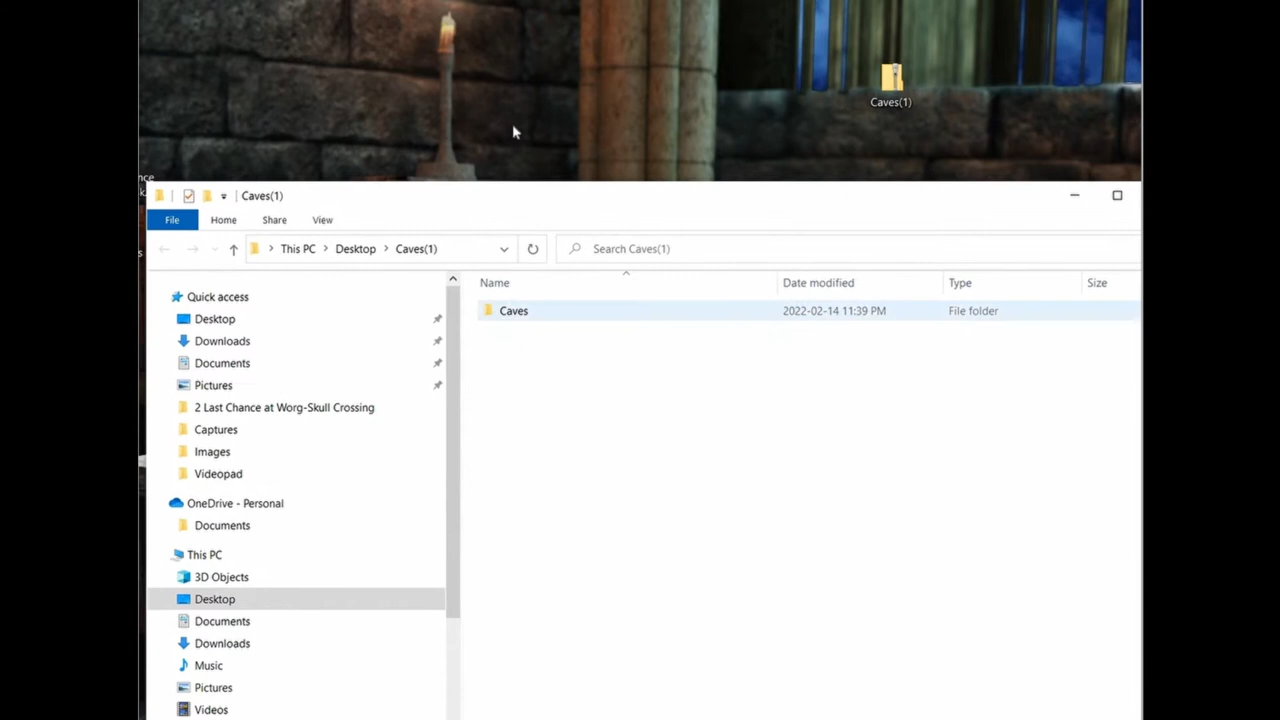 Caves(1)
nce
k.
s
Caves(1)
File Home Share View
This PC Desktop Caves(1) Search Caves(1)
Name Date modified Type Size
Caves 2022-02-14 11:39 PM File folder
Quick access
Desktop
Downloads
Documents
Pictures
2 Last Chance at Worg-Skull Crossing
Captures
Images
Videopad
OneDrive - Personal
Documents
This PC
3D Objects
Desktop
Documents
Downloads
Music
Pictures
Videos